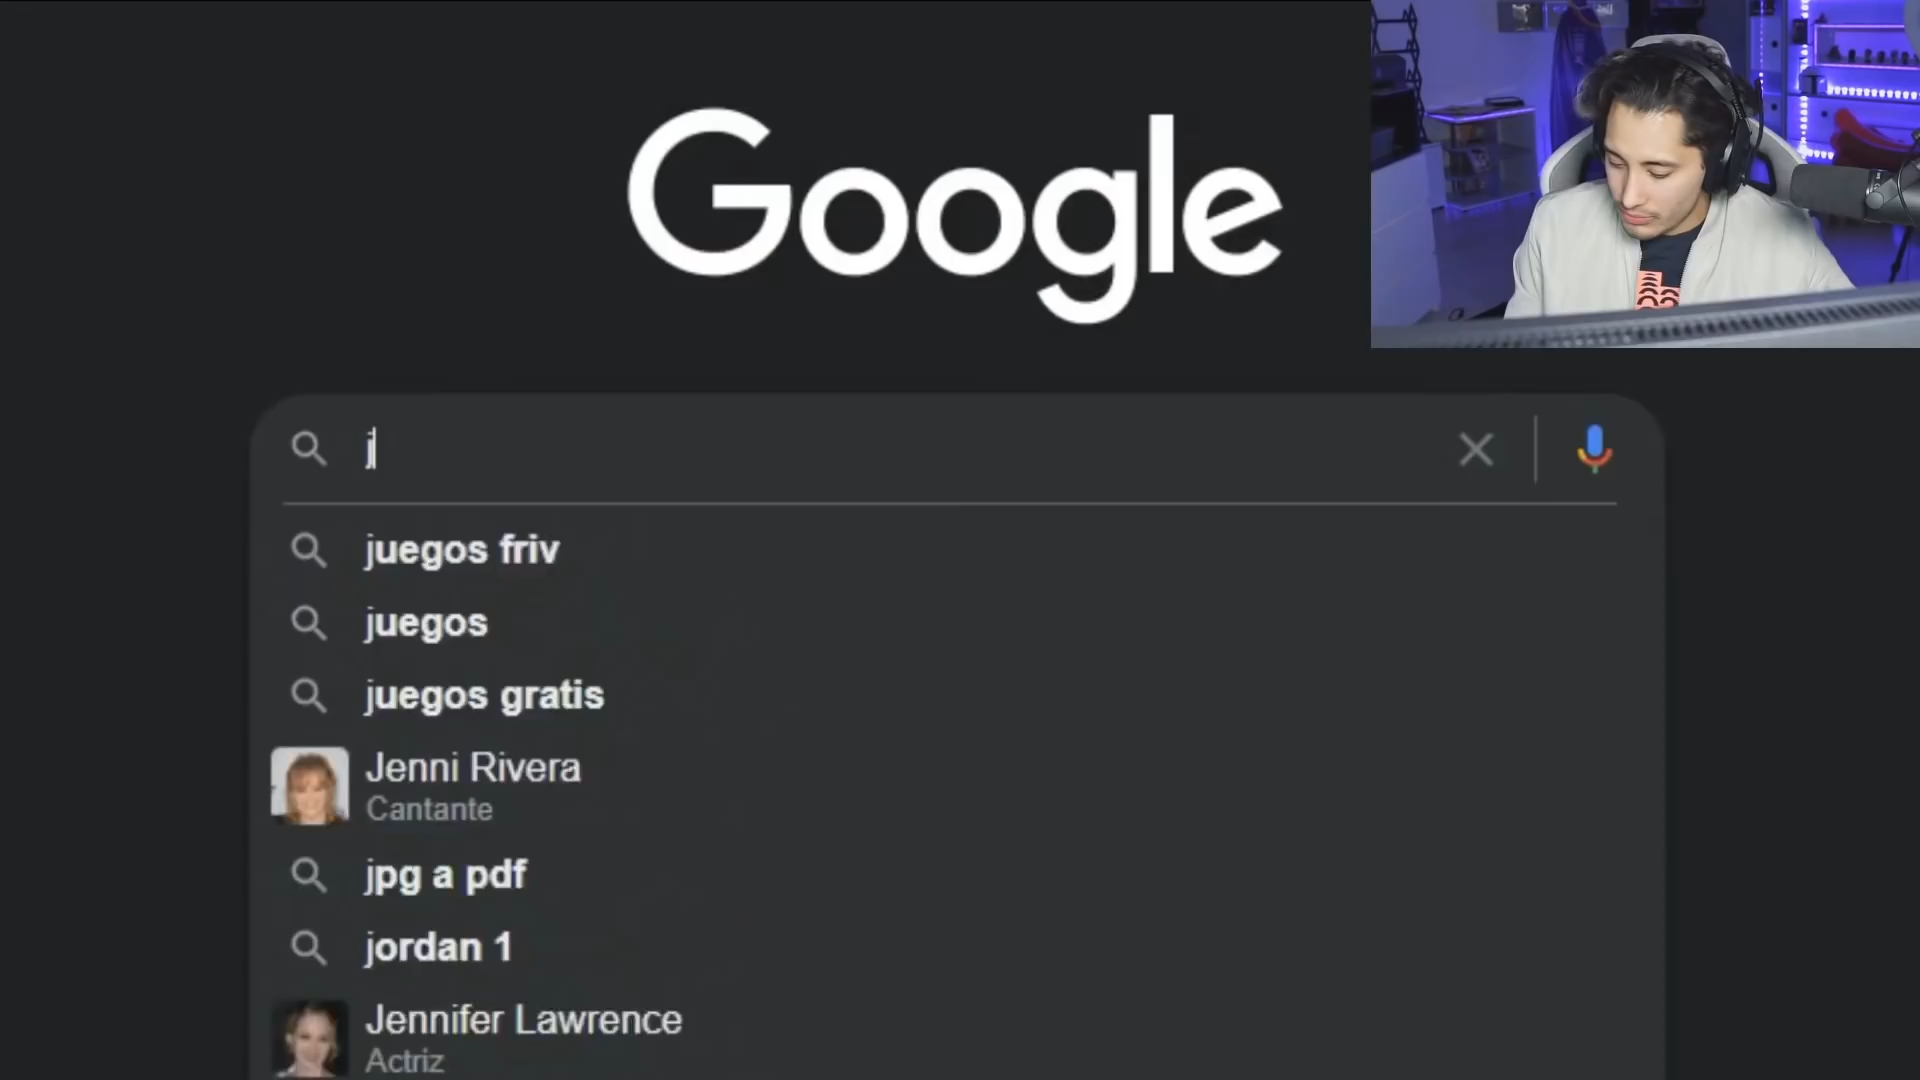 Google
j
juegos friv
juegos
juegos gratis
Jenni Rivera
Cantante
jpg a pdf
jordan 1
Jennifer Lawrence
Actriz